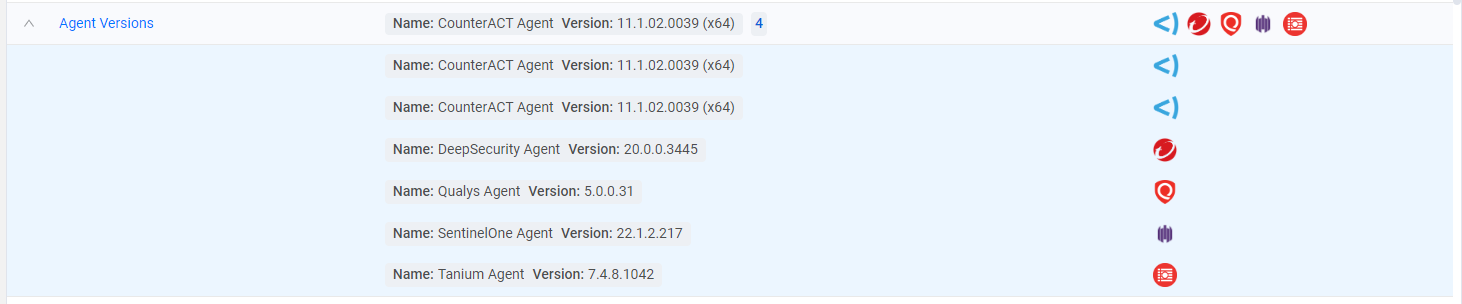 Agent Versions Name: CounterACT Agent Version: 11.1.02.0039 (x64) 4
Name: CounterACT Agent Version: 11.1.02.0039 (x64)
Name: CounterACT Agent Version: 11.1.02.0039 (x64)
Name: DeepSecurity Agent Version: 20.0.0.3445
Name: Qualys Agent Version: 5.0.0.31
Name: SentinelOne Agent Version: 22.1.2.217
Name: Tanium Agent Version: 7.4.8.1042